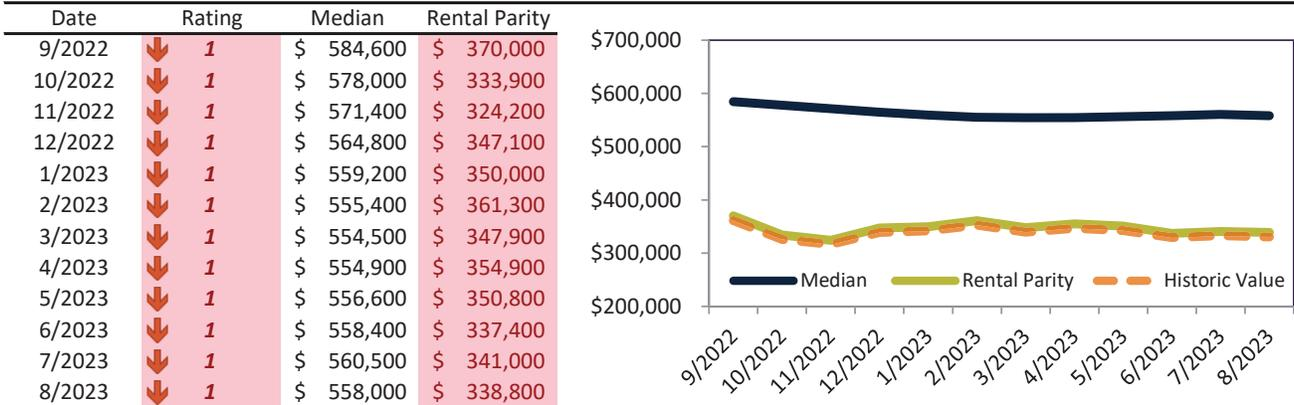 Date Rating Median Rental Parity
9/2022 1 $ 584,600 $ 370,000
10/2022 1 $ 578,000 $ 333,900
11/2022 1 $ 571,400 $ 324,200
12/2022 1 $ 564,800 $ 347,100
1/2023 1 $ 559,200 $ 350,000
2/2023 1 $ 555,400 $ 361,300
3/2023 1 $ 554,500 $ 347,900
4/2023 1 $ 554,900 $ 354,900
5/2023 1 $ 556,600 $ 350,800
6/2023 1 $ 558,400 $ 337,400
7/2023 1 $ 560,500 $ 341,000
8/2023 1 $ 558,000 $ 338,800
$700,000
$600,000
$500,000
$400,000
$300,000
$200,000
Median Rental Parity Historic Value
9/2022 10/2022 11/2022 12/2022 1/2023 2/2023 3/2023 4/2023 5/2023 6/2023 7/2023 8/2023